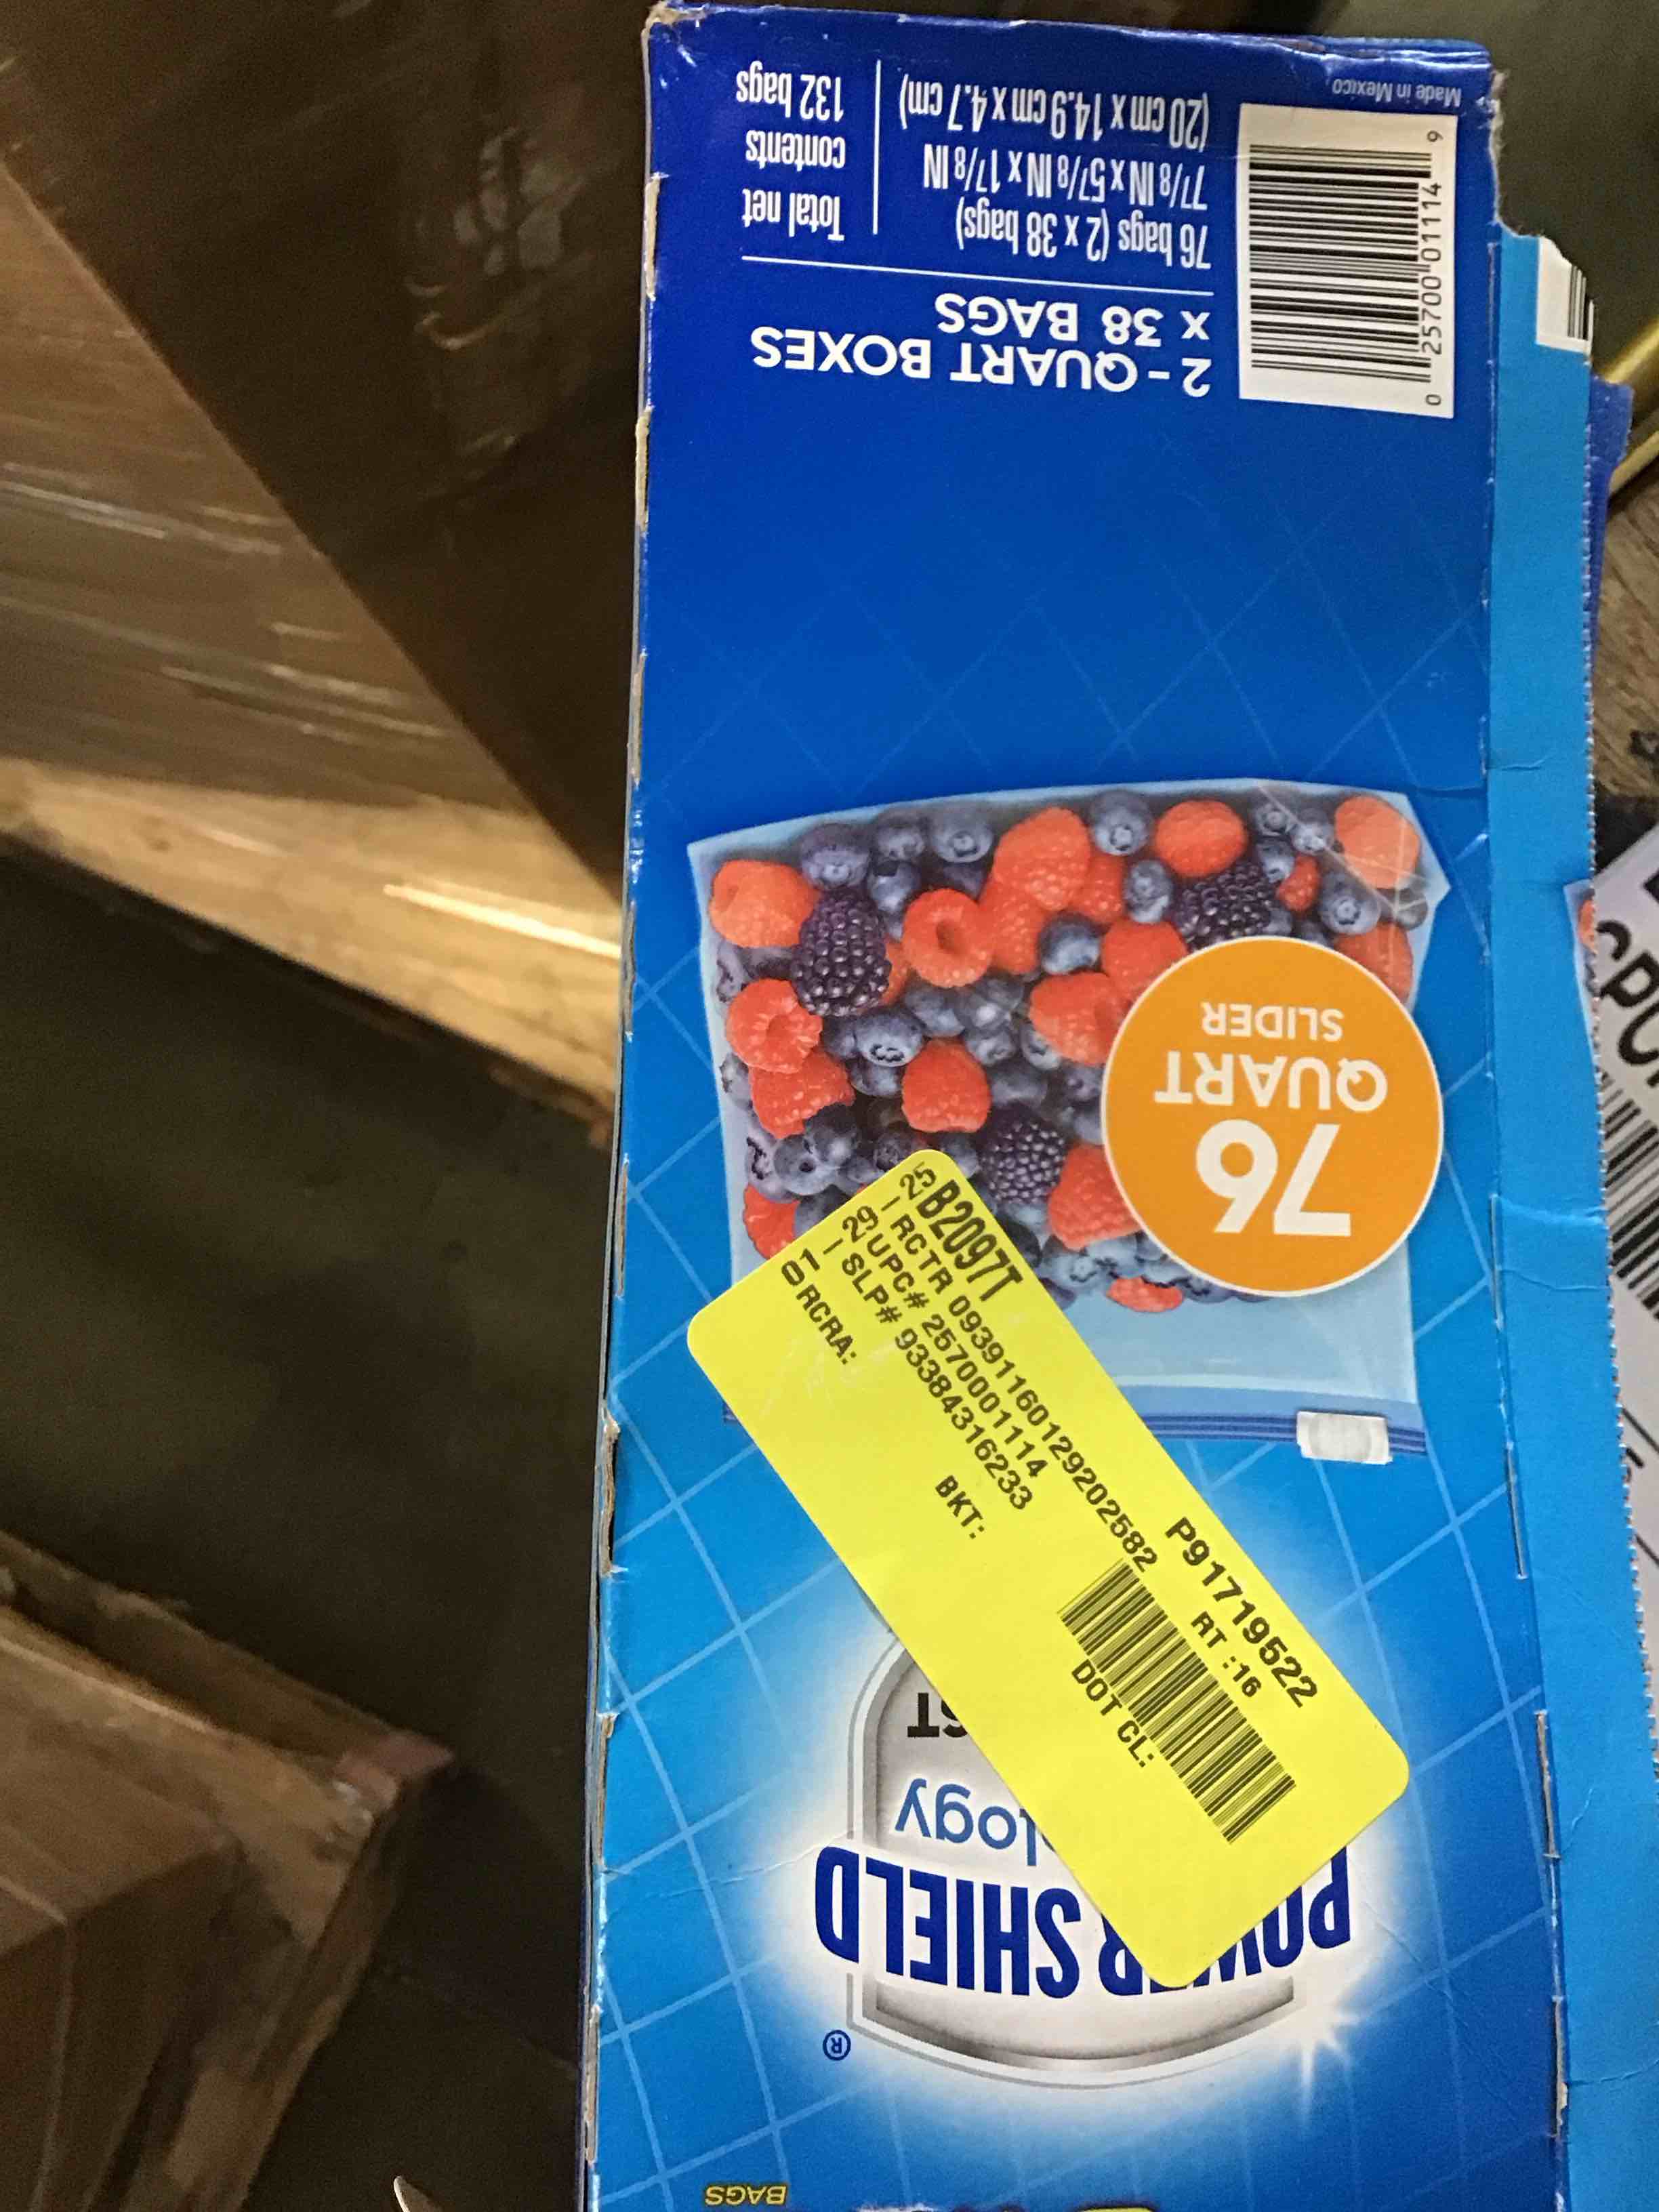 BAGS
®
POWER SHIELD
76
QUART
SLIDER
2 - QUART BOXES
x 38 BAGS
76 bags (2 x 38 bags)
7 7/8 IN x 5 7/8 IN x 1 7/8 IN
(20 cm x 14.9 cm x 4.7 cm)
Total net
contents
132 bags
0 25700 01114 9
Made in Mexico
P91719522
B2097T
RT :16
RCTR 09391160129202582
UPC# 2570001114
SLP# 93384316233
RCRA:
BKT:
DOT CL: